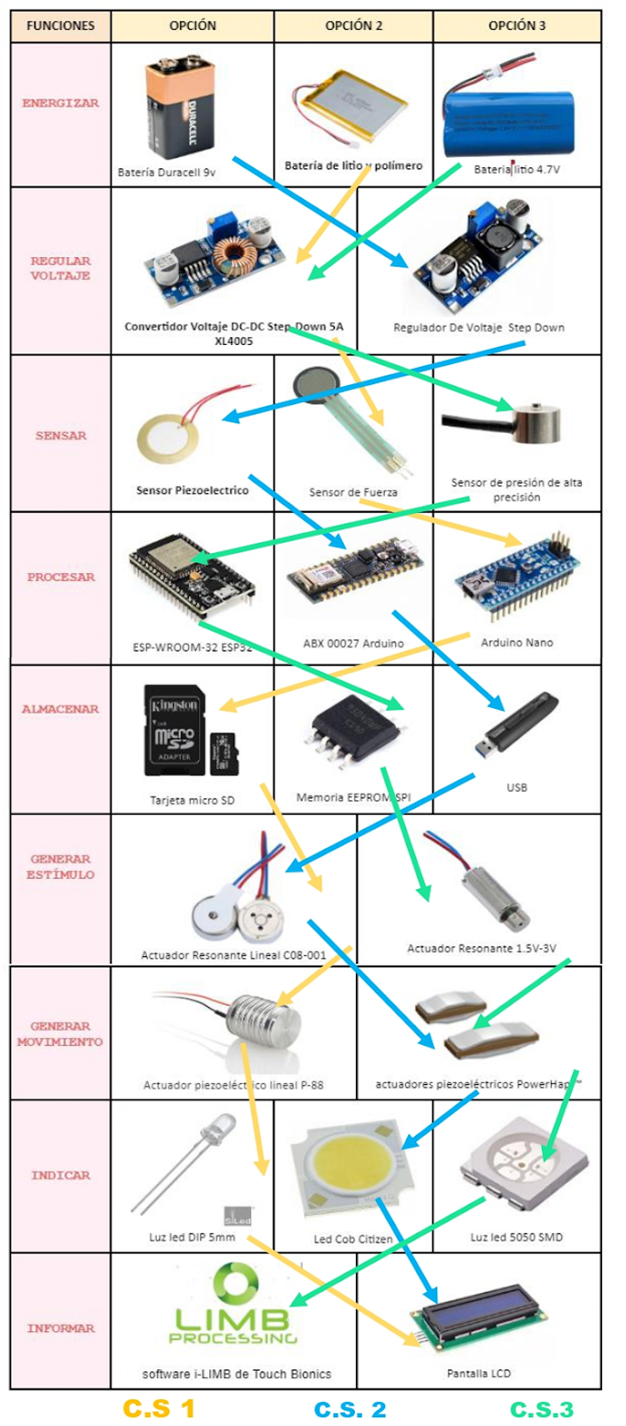 FUNCIONES
OPCIÓN
OPCIÓN 2
OPCIÓN 3
ENERGIZAR
DURACELL
Batería Duracell 9v
Batería de litio y polímero
Bateria litio 4.7V
REGULAR
VOLTAJE
Convertidor Voltaje DC-DC Step-Down 5A
XL4005
Regulador De Voltaje Step Down
SENSAR
Sensor Piezoelectrico
Sensor de Fuerza
Sensor de presión de alta
precisión
PROCESAR
ESP-WROOM-32 ESP32
ABX 00027 Arduino
Arduino Nano
ALMACENAR
Kingston
micro
SD
ADAPTER
Tarjeta micro SD
Memoria EEPROM SPI
USB
GENERAR
ESTÍMULO
Actuador Resonante Lineal C08-001
Actuador Resonante 1.5V-3V
GENERAR
MOVIMIENTO
Actuador piezoeléctrico lineal P-88
actuadores piezoeléctricos PowerHap™
INDICAR
SiLed
Luz led DIP 5mm
Led Cob Citizen
Luz led 5050 SMD
INFORMAR
LIMB
PROCESSING
software i-LIMB de Touch Bionics
Pantalla LCD
C.S 1
C.S. 2
C.S.3